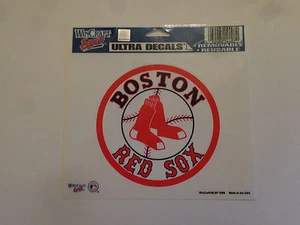 WINCRAFT
ULTRA DECALS
•REMOVABLE
•REUSABLE
BOSTON
RED SOX